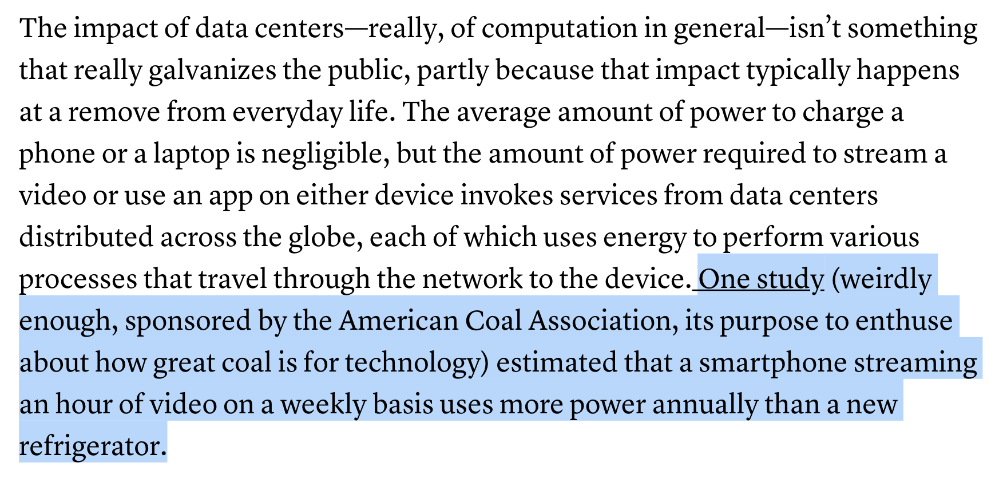 The impact of data centers—really, of computation in general—isn’t something
that really galvanizes the public, partly because that impact typically happens
at a remove from everyday life. The average amount of power to charge a
phone or a laptop is negligible, but the amount of power required to stream a
video or use an app on either device invokes services from data centers
distributed across the globe, each of which uses energy to perform various
processes that travel through the network to the device. One study (weirdly
enough, sponsored by the American Coal Association, its purpose to enthuse
about how great coal is for technology) estimated that a smartphone streaming
an hour of video on a weekly basis uses more power annually than a new
refrigerator.